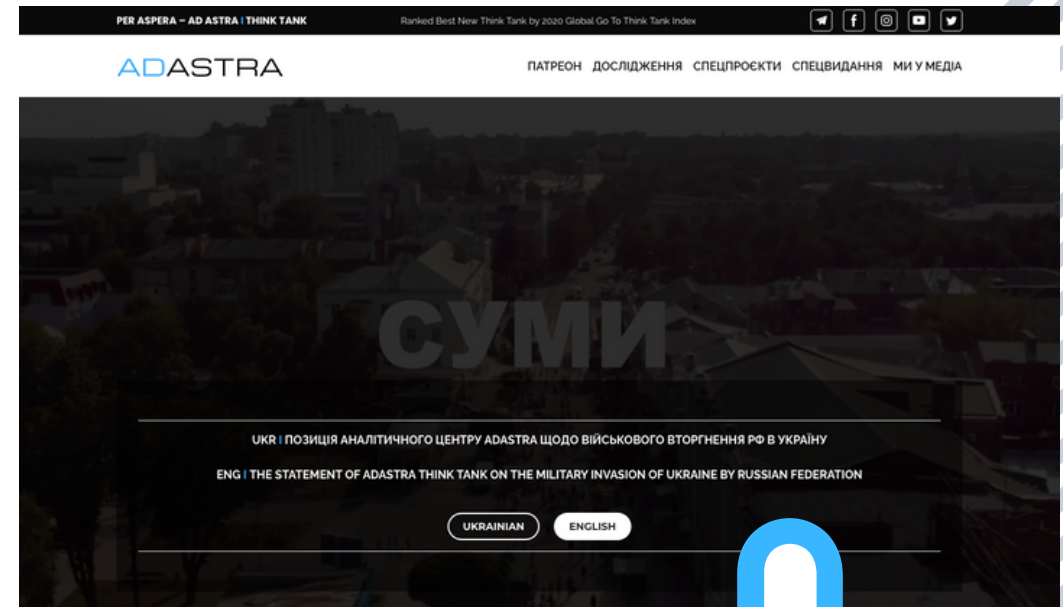 PER ASPERA – AD ASTRA | THINK TANK
Ranked Best New Think Tank by 2020 Global Go To Think Tank Index
ADASTRA
ПАТРЕОН ДОСЛІДЖЕННЯ СПЕЦПРОЄКТИ СПЕЦВИДАННЯ МИ У МЕДІА
СУМИ
UKR | ПОЗИЦІЯ АНАЛІТИЧНОГО ЦЕНТРУ ADASTRA ЩОДО ВІЙСЬКОВОГО ВТОРГНЕННЯ РФ В УКРАЇНУ
ENG | THE STATEMENT OF ADASTRA THINK TANK ON THE MILITARY INVASION OF UKRAINE BY RUSSIAN FEDERATION
UKRAINIAN ENGLISH